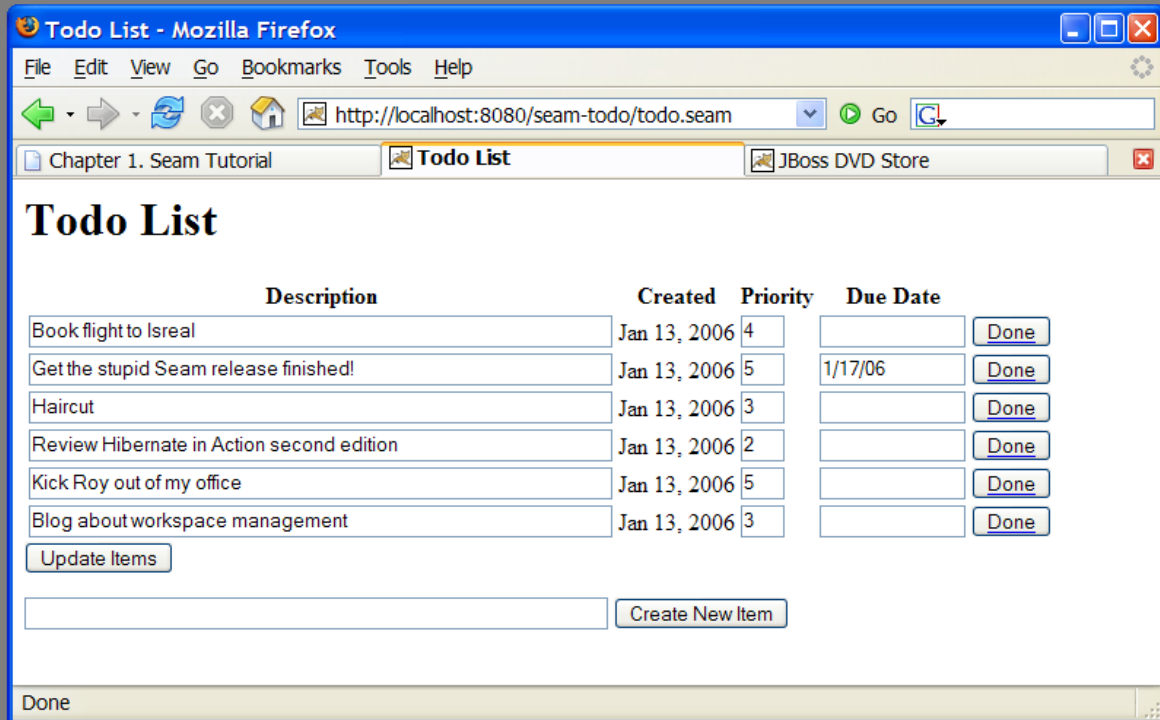 Todo List - Mozilla Firefox
File Edit View Go Bookmarks Tools Help
http://localhost:8080/seam-todo/todo.seam Go G
Chapter 1. Seam Tutorial Todo List JBoss DVD Store
Todo List
Description Created Priority Due Date
Book flight to Isreal Jan 13, 2006 4 Done
Get the stupid Seam release finished! Jan 13, 2006 5 1/17/06 Done
Haircut Jan 13, 2006 3 Done
Review Hibernate in Action second edition Jan 13, 2006 2 Done
Kick Roy out of my office Jan 13, 2006 5 Done
Blog about workspace management Jan 13, 2006 3 Done
Update Items
Create New Item
Done